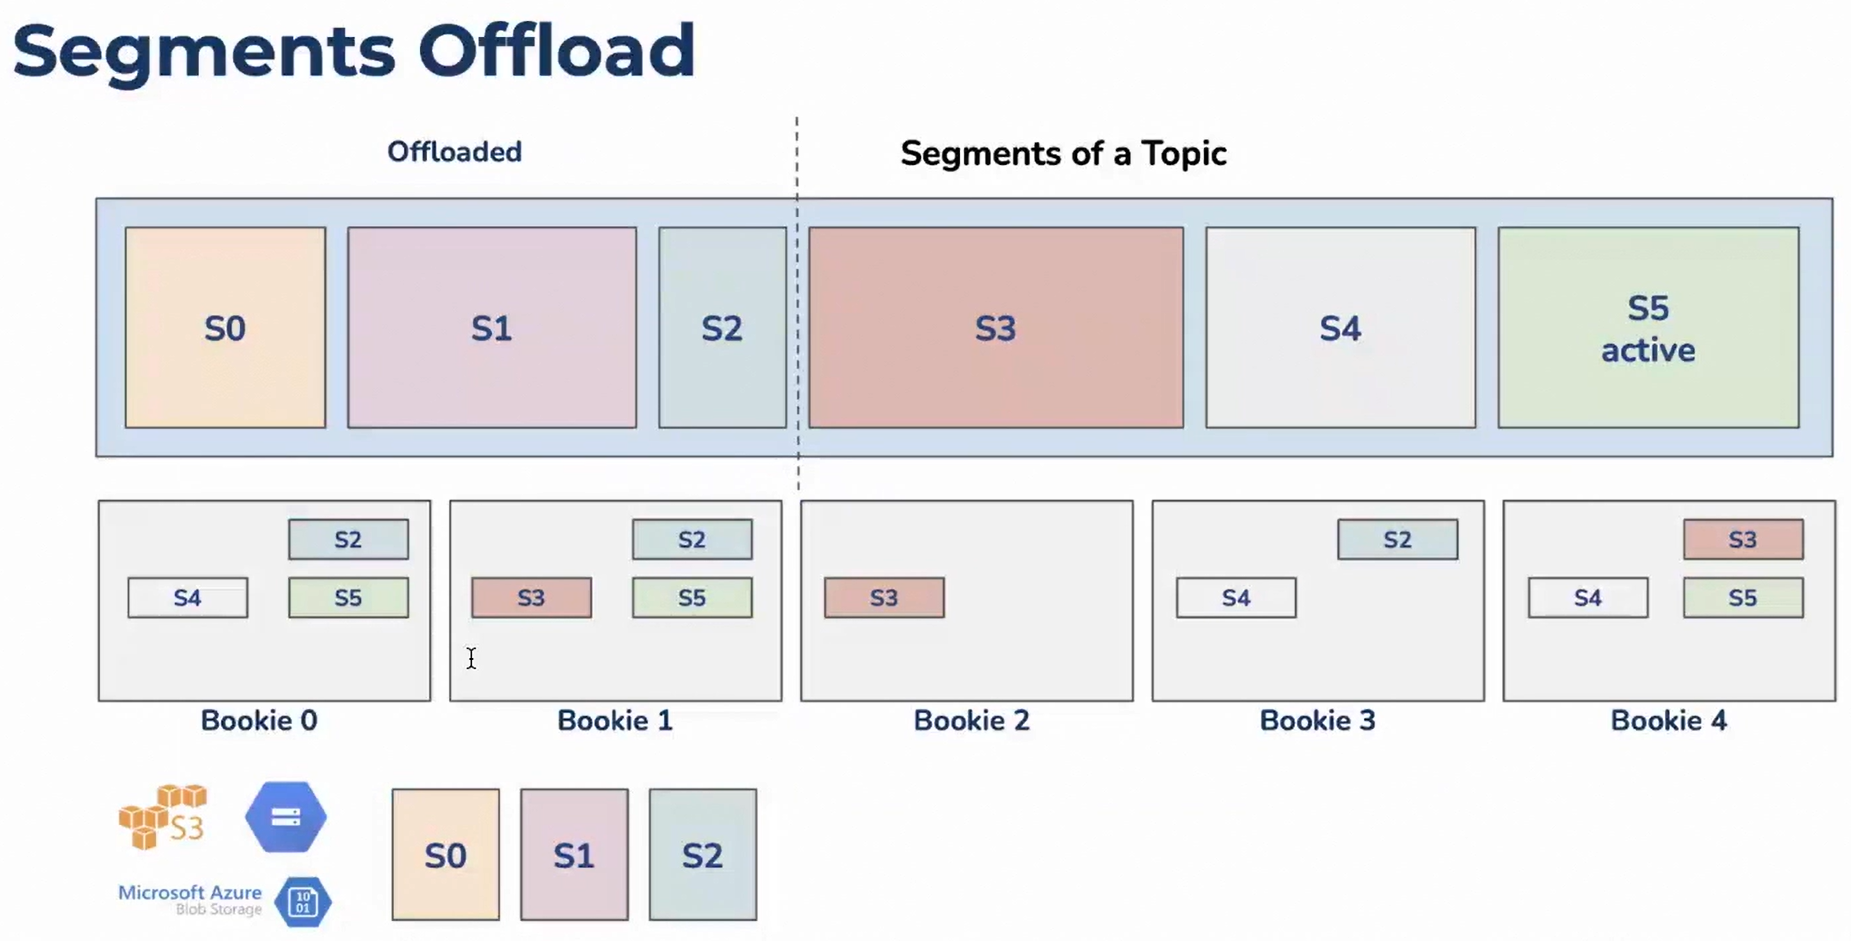 Segments Offload
Offloaded
Segments of a Topic
S0
S1
S2
S3
S4
S5
active
S2
S4
S5
Bookie 0
S2
S3
S5
Bookie 1
S3
Bookie 2
S2
S4
Bookie 3
S3
S4
S5
Bookie 4
S3
Microsoft Azure
Blob Storage
10
01
S0
S1
S2